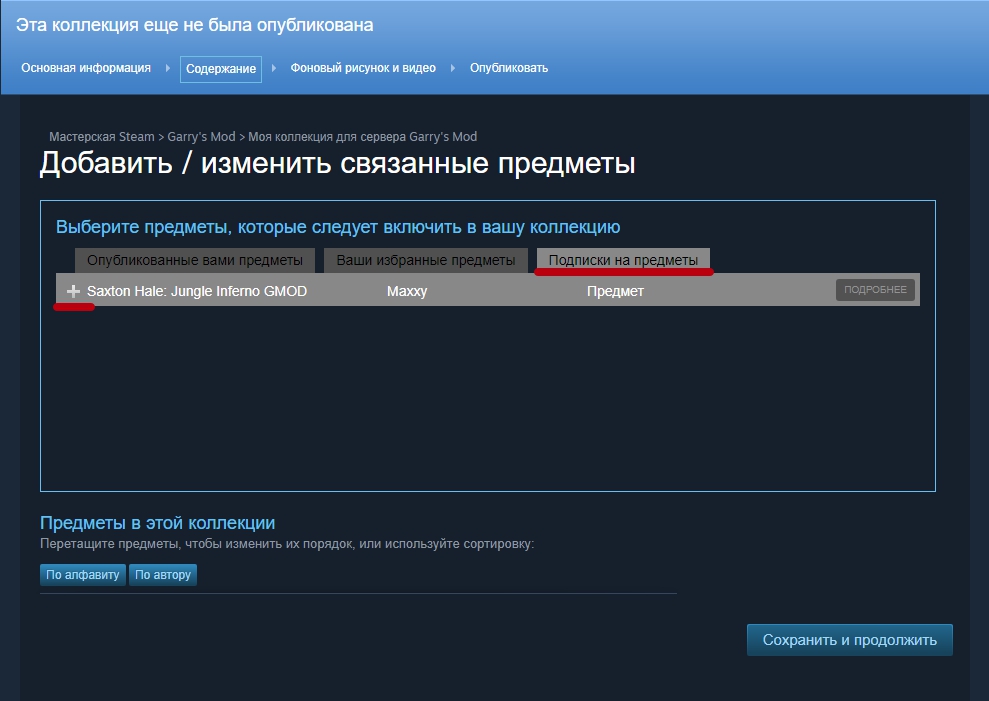 Эта коллекция еще не была опубликована
Основная информация Содержание Фоновый рисунок и видео Опубликовать
Мастерская Steam > Garry's Mod > Моя коллекция для сервера Garry's Mod
Добавить / изменить связанные предметы
Выберите предметы, которые следует включить в вашу коллекцию
Опубликованные вами предметы Ваши избранные предметы Подписки на предметы
Saxton Hale: Jungle Inferno GMOD Maxxy Предмет ПОДРОБНЕЕ
Предметы в этой коллекции
Перетащите предметы, чтобы изменить их порядок, или используйте сортировку:
По алфавиту По автору
Сохранить и продолжить